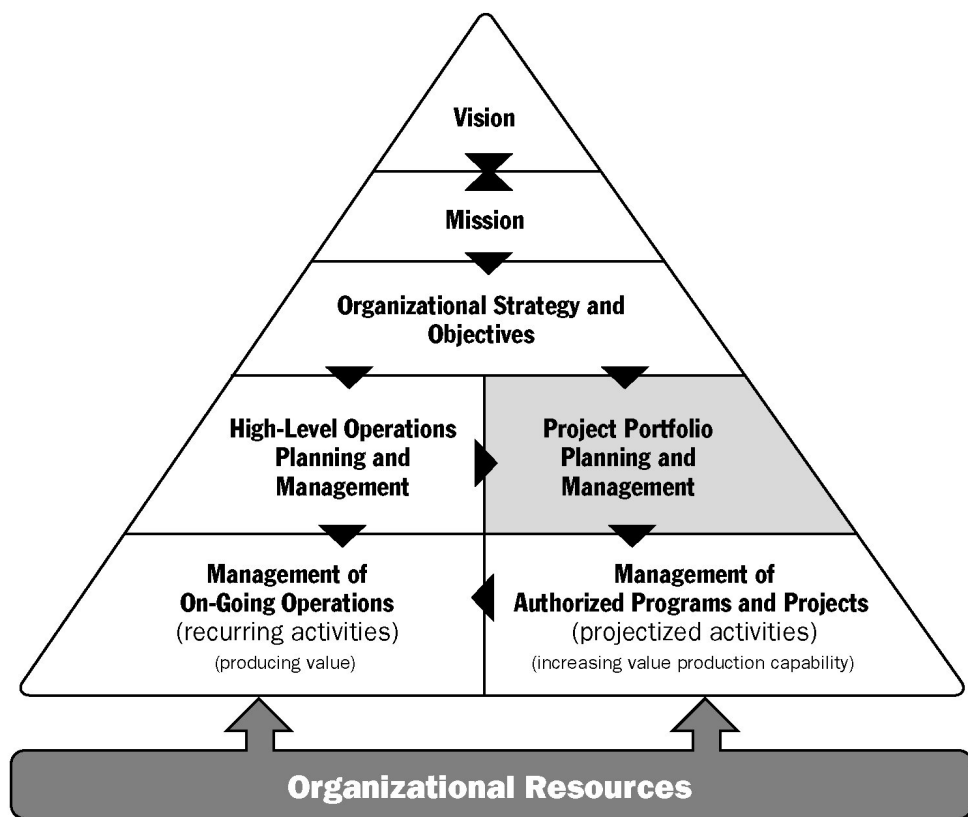 Vision
Mission
Organizational Strategy and
Objectives
High-Level Operations
Planning and
Management
Project Portfolio
Planning and
Management
Management of
On-Going Operations
(recurring activities)
(producing value)
Management of
Authorized Programs and Projects
(projectized activities)
(increasing value production capability)
Organizational Resources